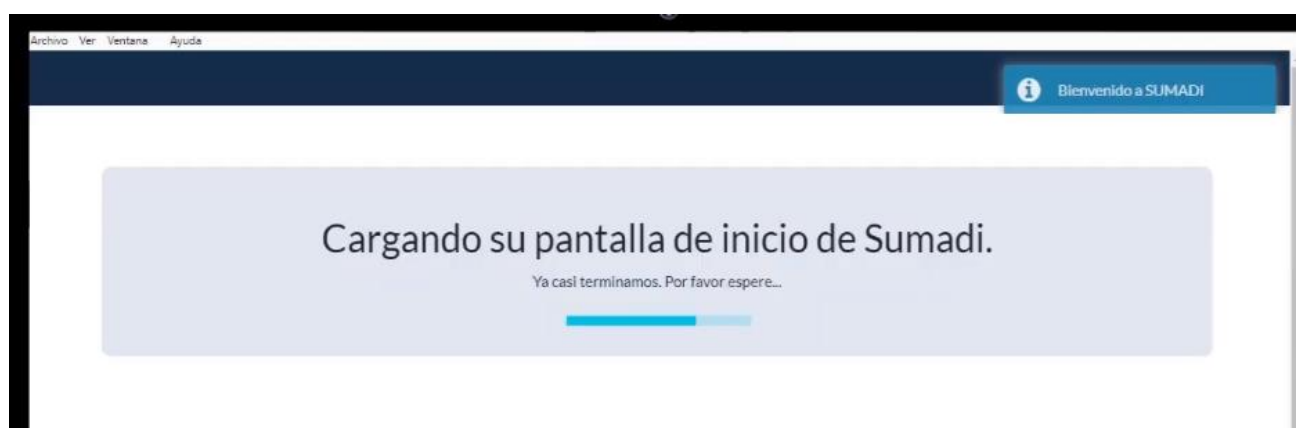 Archivo Ver Ventana Ayuda
Bienvenido a SUMADI
Cargando su pantalla de inicio de Sumadi.
Ya casi terminamos. Por favor espere...